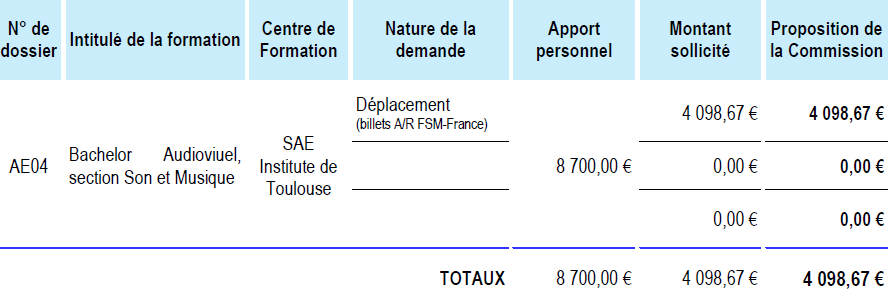 N° de dossier Intitulé de la formation Centre de Formation Nature de la demande Apport personnel Montant sollicité Proposition de la Commission
Déplacement 4 098,67 € 4 098,67 €
(billets A/R FSM-France)
AE04 Bachelor Audioviuel, section Son et Musique SAE Institute de Toulouse 8 700,00 € 0,00 € 0,00 €
0,00 € 0,00 €
TOTAUX 8 700,00 € 4 098,67 € 4 098,67 €